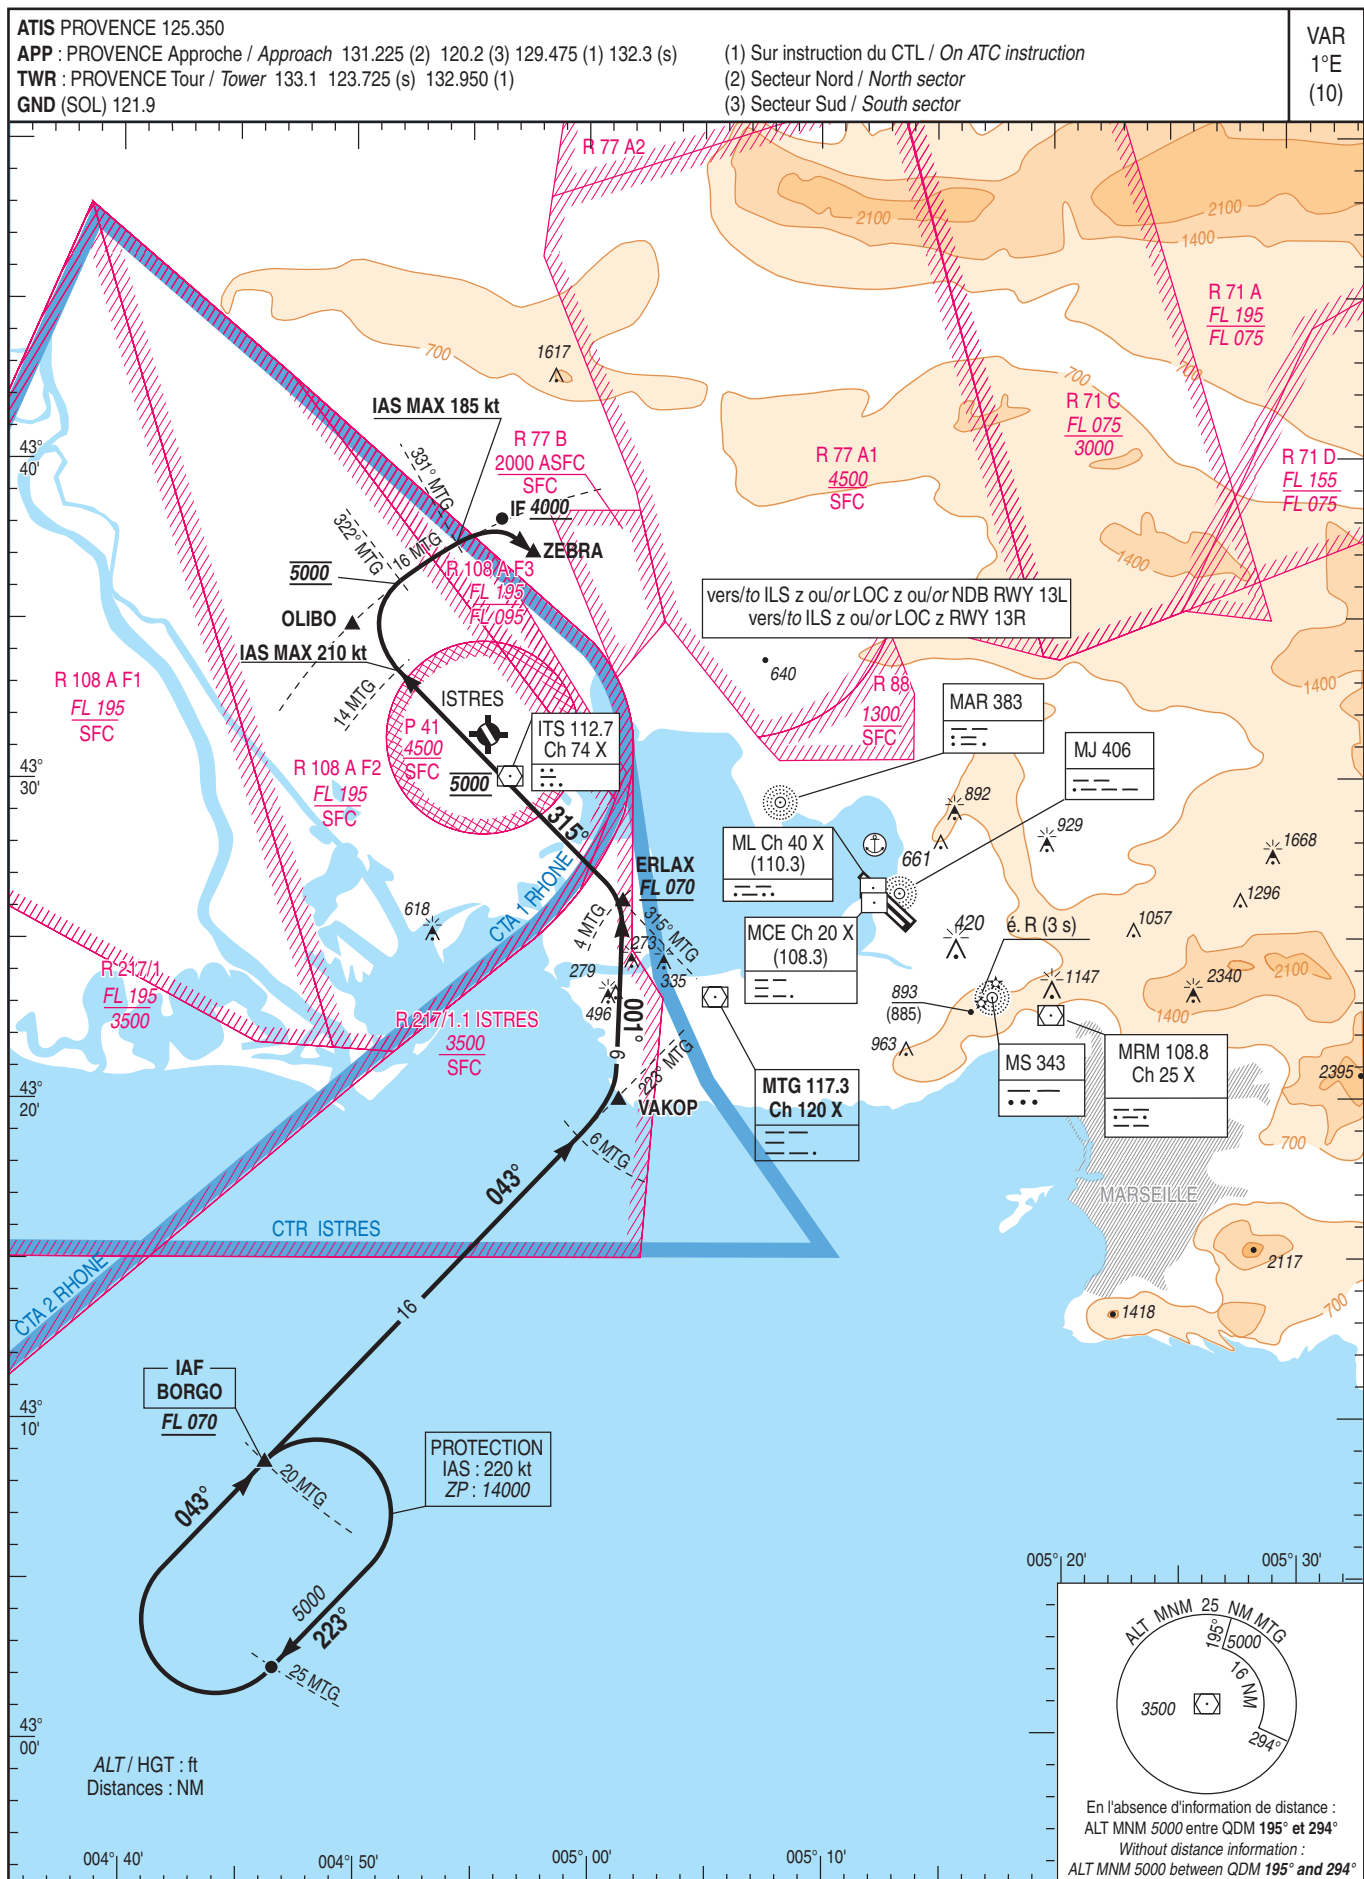 ATIS PROVENCE 125.350
APP : PROVENCE Approche / Approach 131.225 (2) 120.2 (3) 129.475 (1) 132.3 (s)
TWR : PROVENCE Tour / Tower 133.1 123.725 (s) 132.950 (1)
GND (SOL) 121.9
(1) Sur instruction du CTL / On ATC instruction
(2) Secteur Nord / North sector
(3) Secteur Sud / South sector
VAR
1°E
(10)
R 77 A2
2100
2100
1400
R 71 A
FL 195
FL 075
700
1617
700
700
R 71 C
FL 075
3000
IAS MAX 185 kt
R 77 B
2000 ASFC
SFC
R 77 A1
4500
SFC
R 71 D
FL 155
FL 075
43°
40'
331° MTG
IF 4000
322° MTG
16 MTG
ZEBRA
1400
5000
R 108 A F3
FL 195
FL 095
vers/to ILS z ou/or LOC z ou/or NDB RWY 13L
vers/to ILS z ou/or LOC z RWY 13R
OLIBO
IAS MAX 210 kt
640
R 88
1300
SFC
1400
R 108 A F1
FL 195
SFC
14 MTG
ISTRES
P 41
4500
SFC
ITS 112.7
Ch 74 X
MAR 383
MJ 406
R 108 A F2
FL 195
SFC
43°
30'
5000
892
929
1668
315°
ML Ch 40 X
(110.3)
661
ERLAX
FL 070
1296
CTA 1 RHONE
618
4 MTG
315° MTG
MCE Ch 20 X
(108.3)
420
é. R (3 s)
1057
273
279
335
R 217/1
FL 195
3500
1147
2340
2100
1400
496
001°
893
(885)
R 217/1.1 ISTRES
3500
SFC
963
9
223° MTG
MS 343
MRM 108.8
Ch 25 X
MTG 117.3
Ch 120 X
2395
43°
20'
VAKOP
6 MTG
700
043°
MARSEILLE
CTR ISTRES
2117
CTA 2 RHONE
16
1418
700
IAF
BORGO
FL 070
43°
10'
PROTECTION
IAS : 220 kt
ZP : 14000
20 MTG
043°
005° 20'
005° 30'
5000
223°
25 MTG
ALT MNM 25 NM MTG
195°
5000
16 NM
3500
294°
43°
00'
ALT / HGT : ft
Distances : NM
En l'absence d'information de distance :
ALT MNM 5000 entre QDM 195° et 294°
Without distance information :
ALT MNM 5000 between QDM 195° and 294°
004° 40'
004° 50'
005° 00'
005° 10'